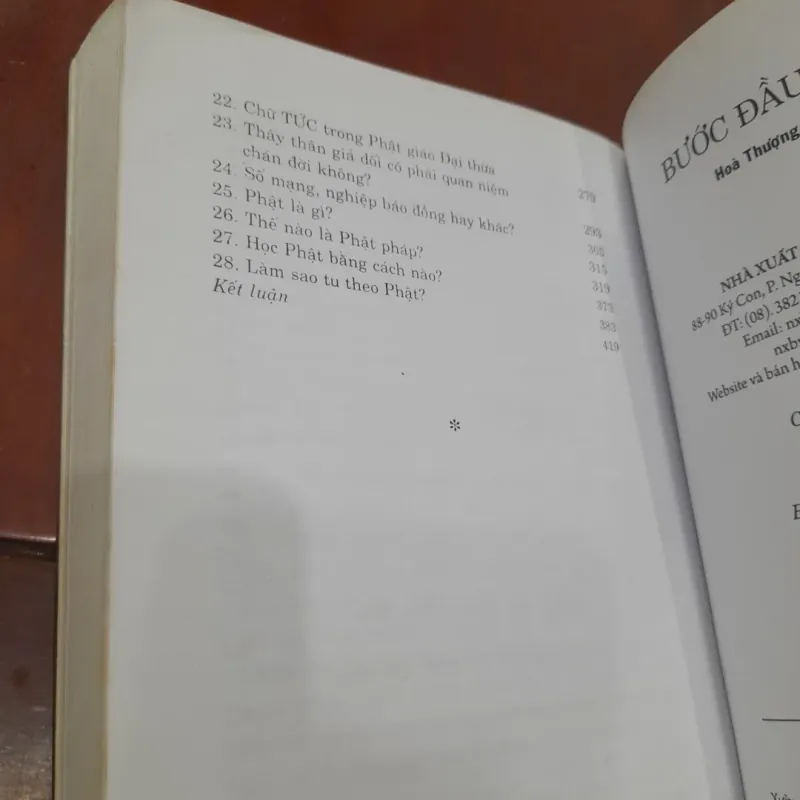 22. Chữ TỨC trong Phật giáo Đại thừa 279
23. Thấy thân giả dối có phải quan niệm
chán đời không? 293
24. Số mạng, nghiệp báo đồng hay khác? 305
25. Phật là gì? 315
26. Thế nào là Phật pháp? 319
27. Học Phật bằng cách nào? 373
28. Làm sao tu theo Phật? 383
Kết luận 419
*
BƯỚC ĐẦU
Hoà Thượng
NHÀ XUẤT
88-90 Ký Con, P. Ng
ĐT: (08). 382
Email: nx
nxb
Website và bán h